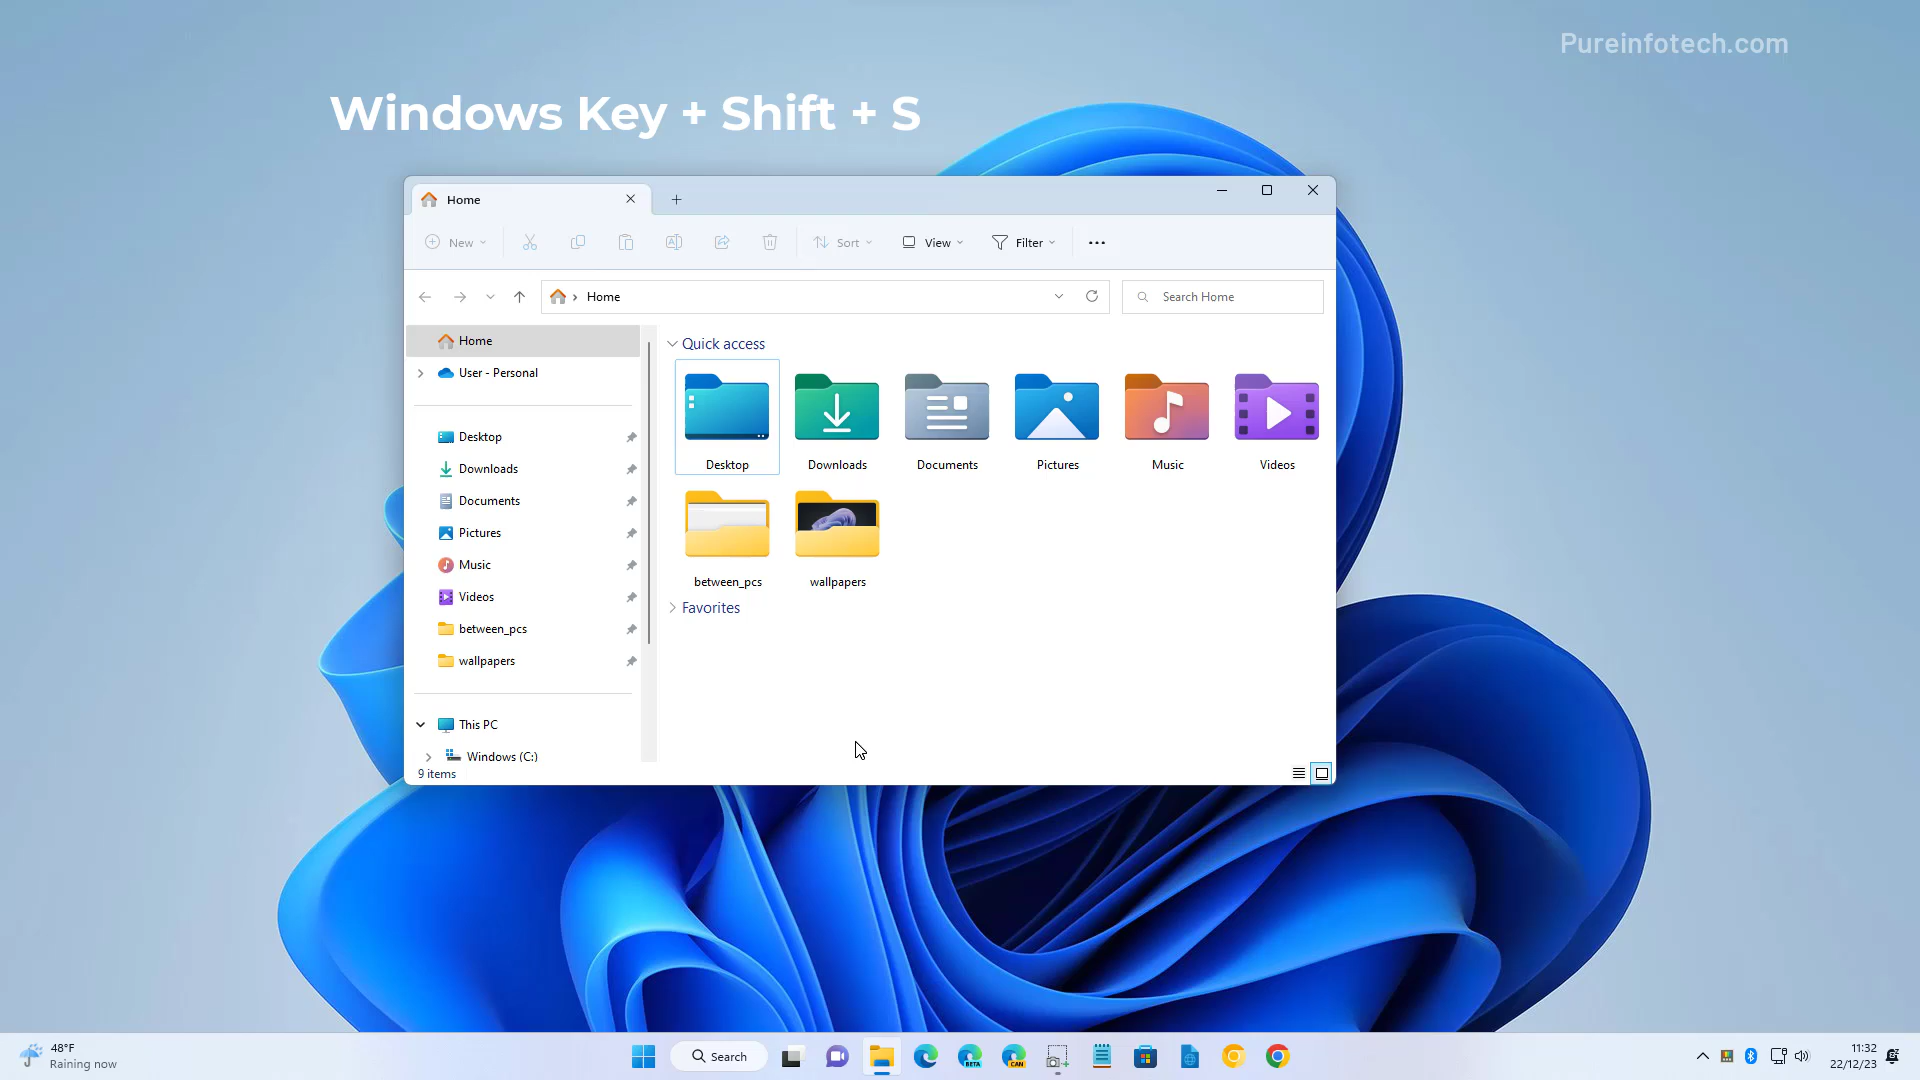 Pureinfotech.com
Windows Key + Shift + S
Home
New
Sort
View
Filter
Home
Search Home
Home
User - Personal
Desktop
Downloads
Documents
Pictures
Music
Videos
between_pcs
wallpapers
This PC
Windows (C:)
9 items
Quick access
Desktop
Downloads
Documents
Pictures
Music
Videos
between_pcs
wallpapers
Favorites
48°F
Raining now
Search
BETA
CAN
11:32
22/12/23